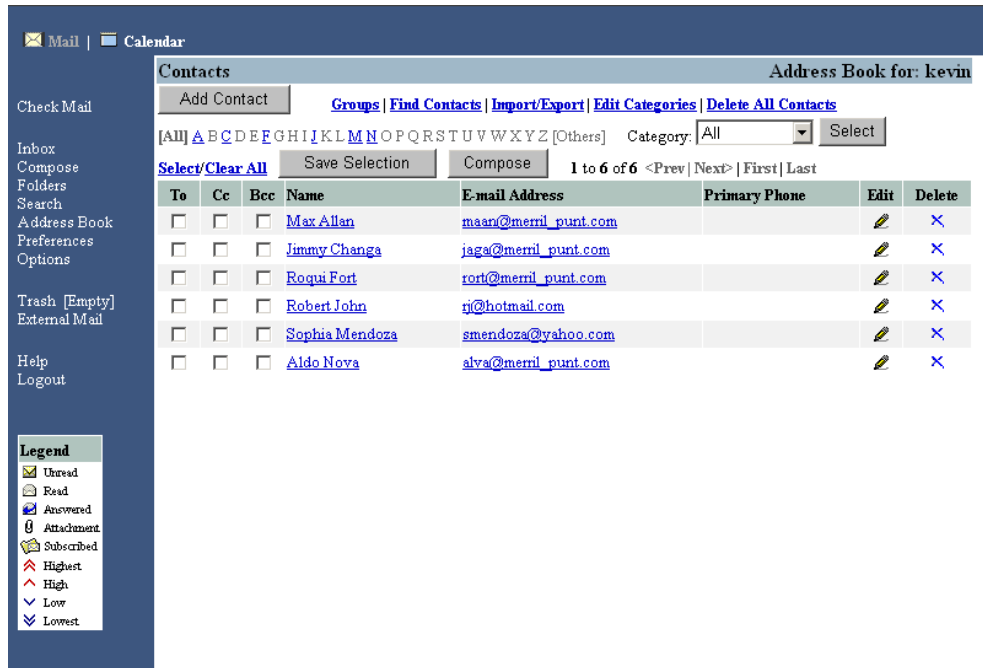 Mail | Calendar
Contacts Address Book for: kevin
Add Contact Groups | Find Contacts | Import/Export | Edit Categories | Delete All Contacts
[All] A B C D E F G H I J K L M N O P Q R S T U V W X Y Z [Others] Category: All Select
Select/Clear All Save Selection Compose 1 to 6 of 6 <Prev | Next> | First | Last
To Cc Bcc Name E-mail Address Primary Phone Edit Delete
Max Allan maan@merril_punt.com
Jimmy Changa jaga@merril_punt.com
Roqui Fort rort@merril_punt.com
Robert John rj@hotmail.com
Sophia Mendoza smendoza@yahoo.com
Aldo Nova alva@merril_punt.com
Check Mail
Inbox
Compose
Folders
Search
Address Book
Preferences
Options
Trash [Empty]
External Mail
Help
Logout
Legend
Unread
Read
Answered
Attachment
Subscribed
Highest
High
Low
Lowest